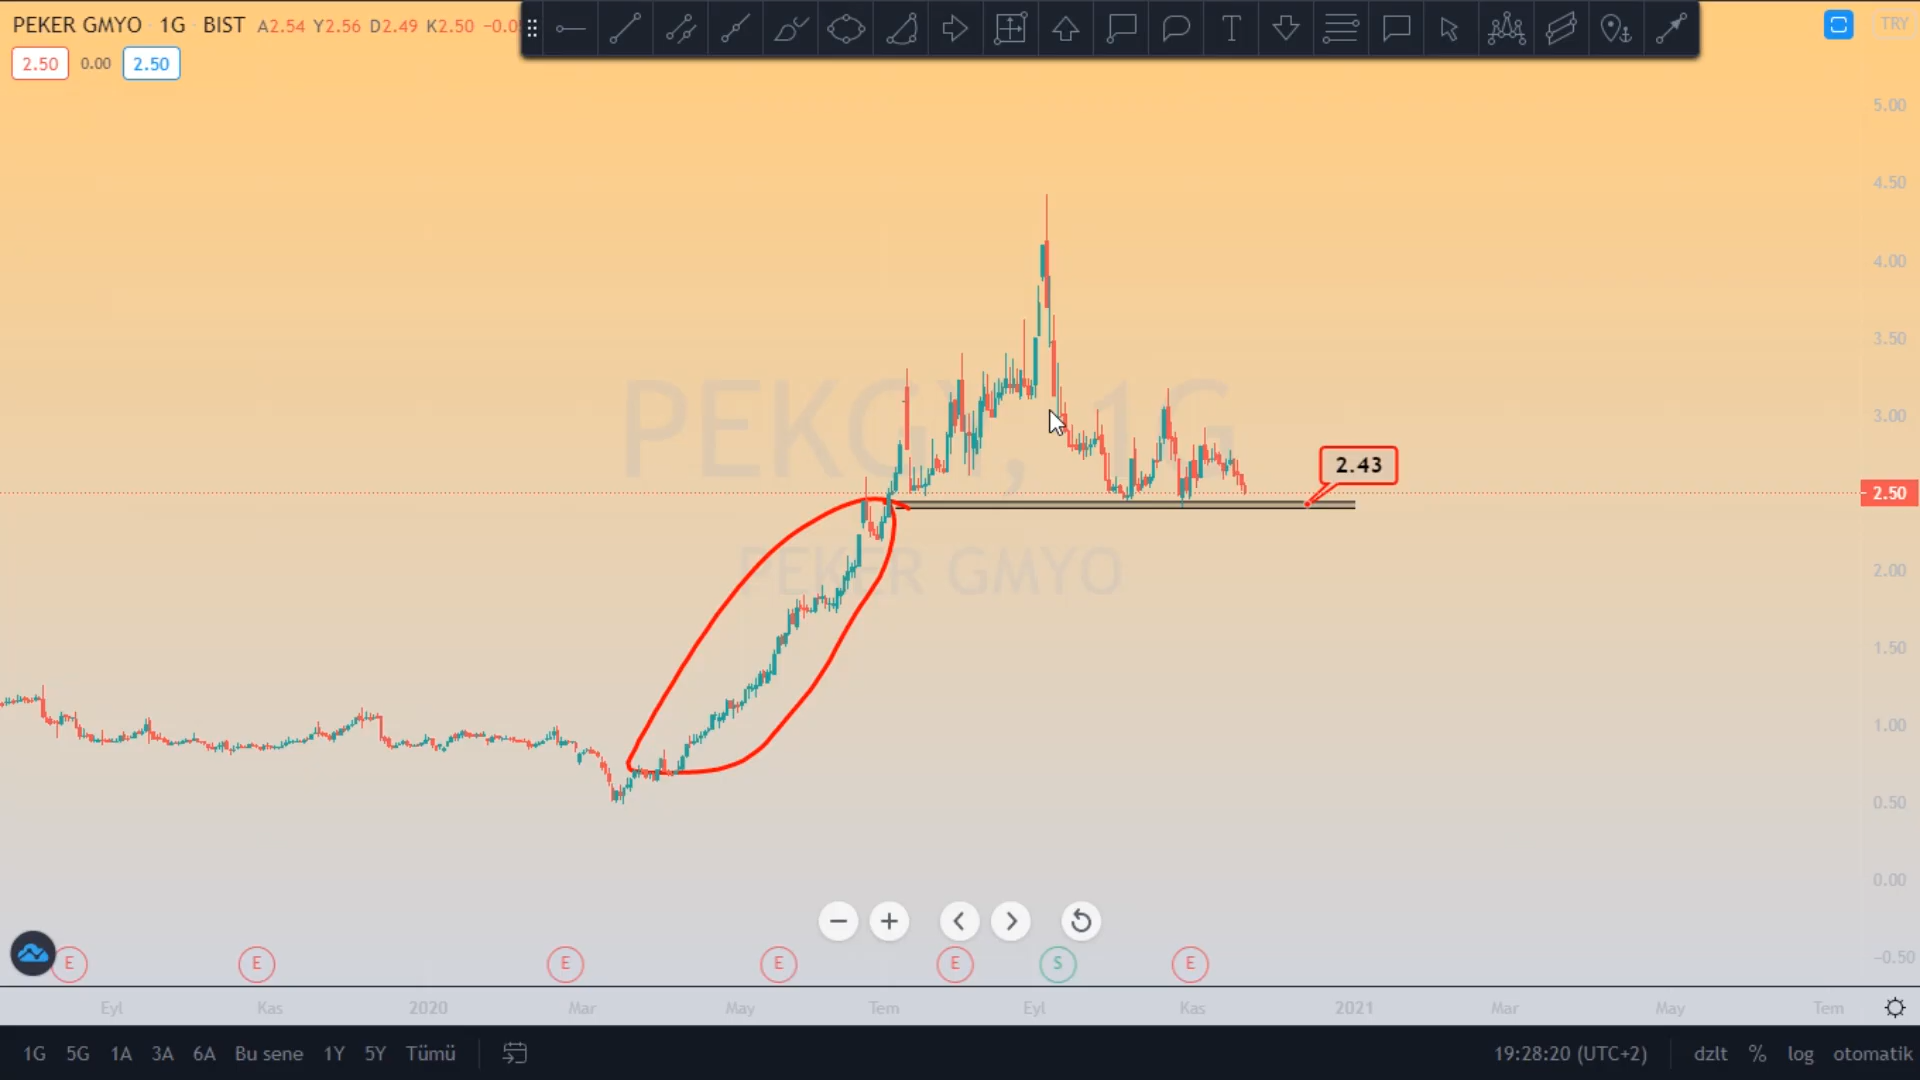 PEKER GMYO 1G BIST A2.54 Y2.56 D2.49 K2.50 −0.0
TRY
2.50 0.00 2.50
5.00
4.50
4.00
3.50
PEKGY, 1G
3.00
2.43
2.50
PEKER GMYO
2.00
1.50
1.00
0.50
0.00
−0.50
E E E E E S E
Eyl Kas 2020 Mar May Tem Eyl Kas 2021 Mar May Tem
1G 5G 1A 3A 6A Bu sene 1Y 5Y Tümü 19:28:20 (UTC+2) dzlt % log otomatik